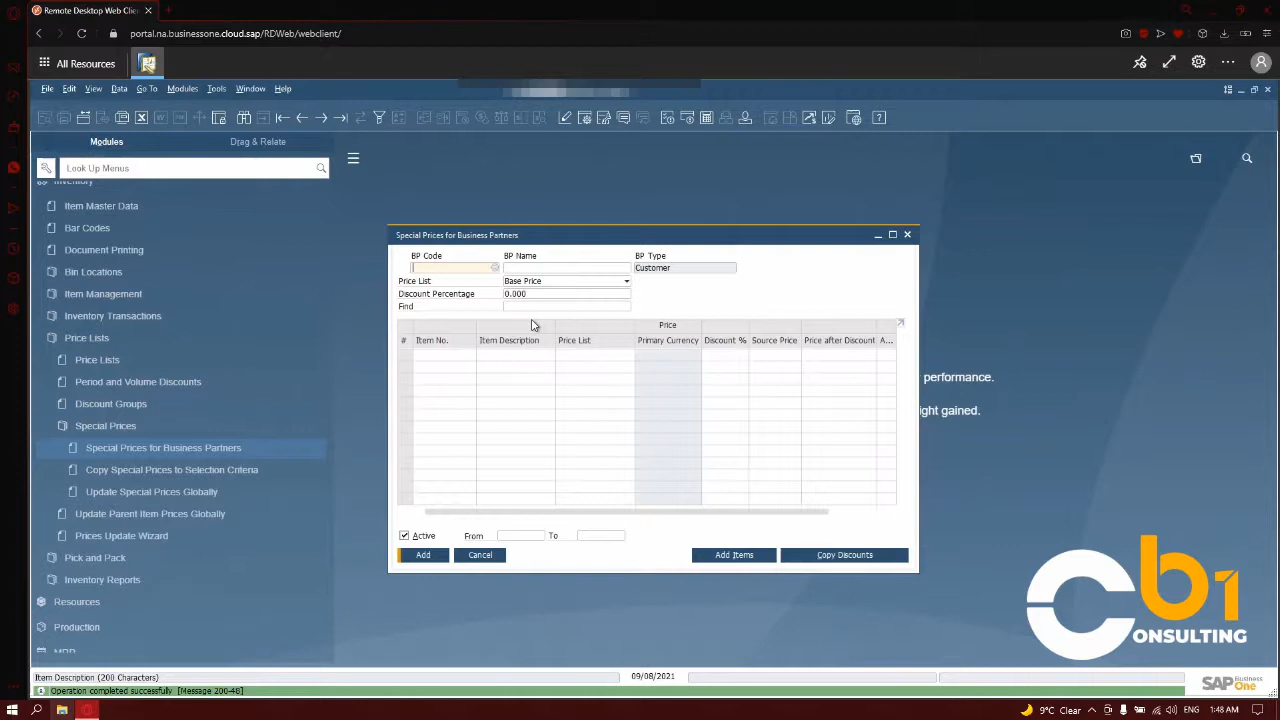 Remote Desktop Web Clie
portal.na.businessone.cloud.sap/RDWeb/webclient/
All Resources
File Edit View Data Go To Modules Tools Window Help
Modules Drag & Relate
Look Up Menus
Inventory
Item Master Data
Bar Codes
Document Printing
Bin Locations
Item Management
Inventory Transactions
Price Lists
Price Lists
Period and Volume Discounts
Discount Groups
Special Prices
Special Prices for Business Partners
Copy Special Prices to Selection Criteria
Update Special Prices Globally
Update Parent Item Prices Globally
Prices Update Wizard
Pick and Pack
Inventory Reports
Resources
Production
MRP
Special Prices for Business Partners
BP Code BP Name BP Type
Customer
Price List Base Price
Discount Percentage 0.000
Find
Price
# Item No. Item Description Price List Primary Currency Discount % Source Price Price after Discount A...
Active From To
Add Cancel Add Items Copy Discounts
performance.
ight gained.
cb1
ONSULTING
Item Description (200 Characters) 09/08/2021
Operation completed successfully [Message 200-48]
SAP Business One
9°C Clear ENG 1:48 AM